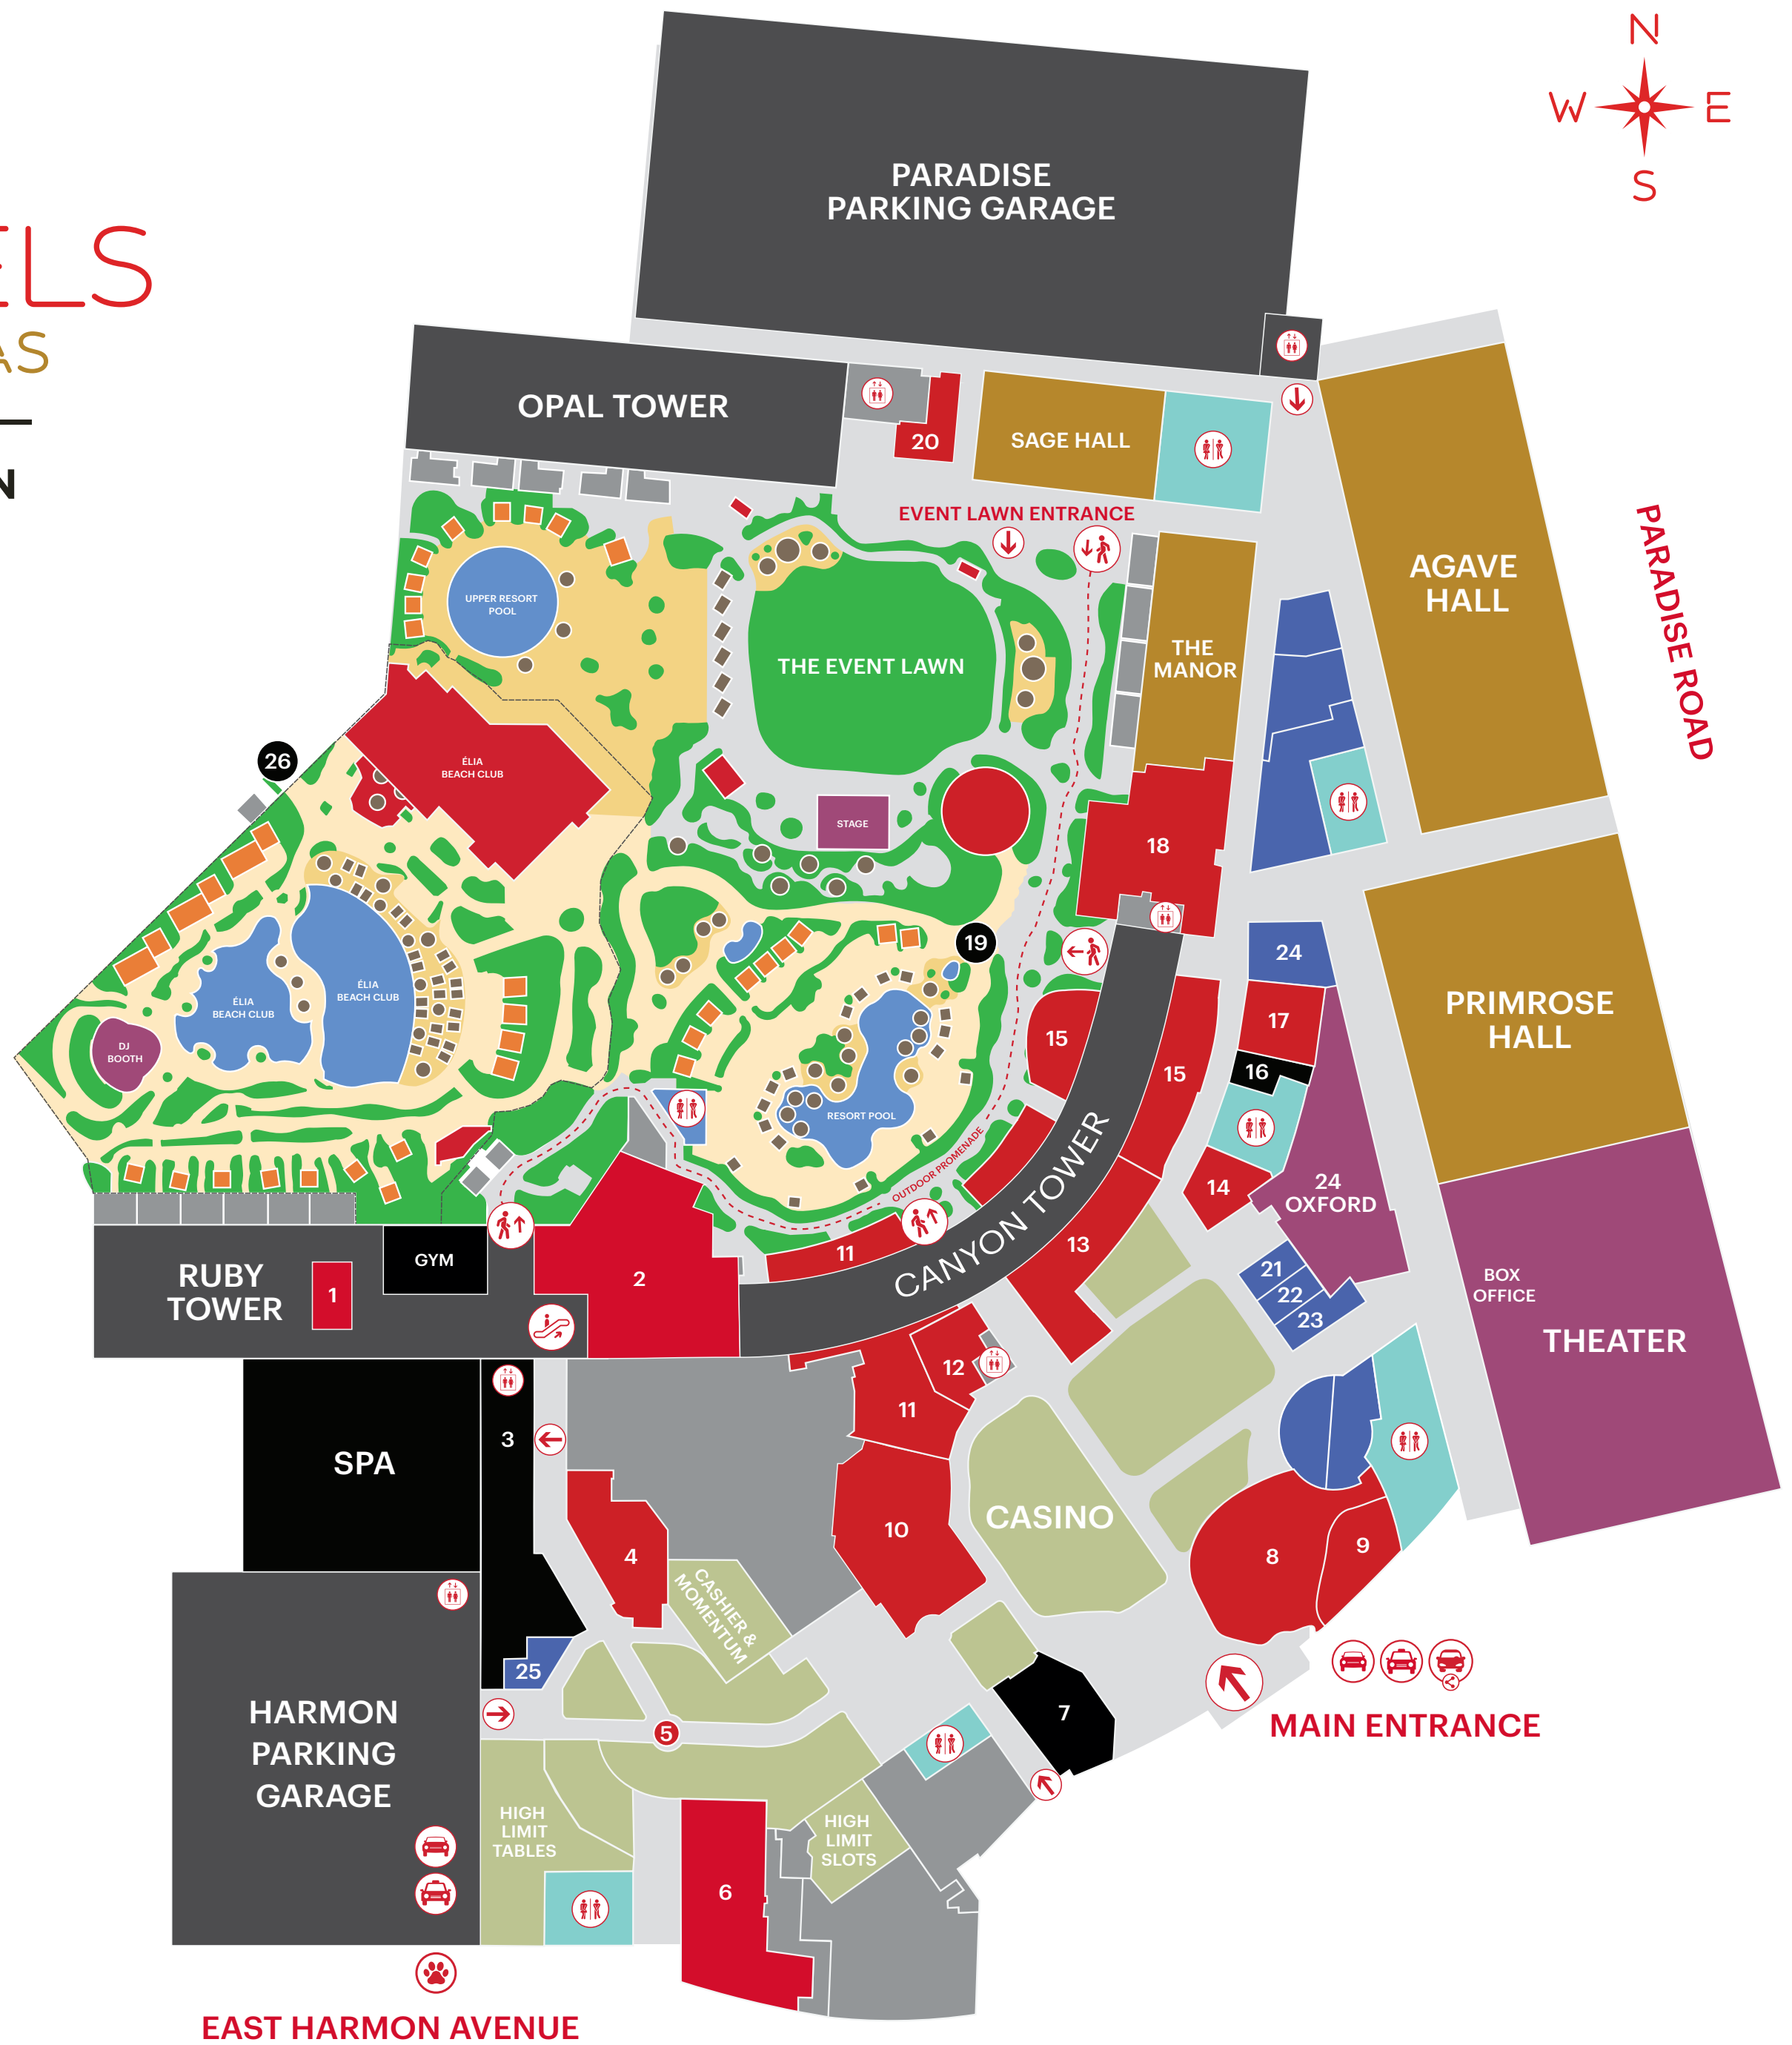 N
W E
S
ELS
AS
N
PARADISE
PARKING GARAGE
OPAL TOWER
20
SAGE HALL
EVENT LAWN ENTRANCE
AGAVE
HALL
PARADISE ROAD
UPPER RESORT
POOL
THE EVENT LAWN
THE
MANOR
26
ÉLIA
BEACH CLUB
STAGE
18
19
24
ÉLIA
BEACH CLUB
ÉLIA
BEACH CLUB
DJ
BOOTH
PRIMROSE
HALL
17
15
15
16
RESORT POOL
OUTDOOR PROMENADE
CANYON TOWER
14
24
OXFORD
11
13
GYM
RUBY
TOWER
1
2
21
22
23
BOX
OFFICE
THEATER
12
11
3
SPA
10
CASINO
4
8
9
CASHIER &
MOMENTUM
25
5
7
HARMON
PARKING
GARAGE
MAIN ENTRANCE
HIGH
LIMIT
TABLES
HIGH
LIMIT
SLOTS
6
EAST HARMON AVENUE